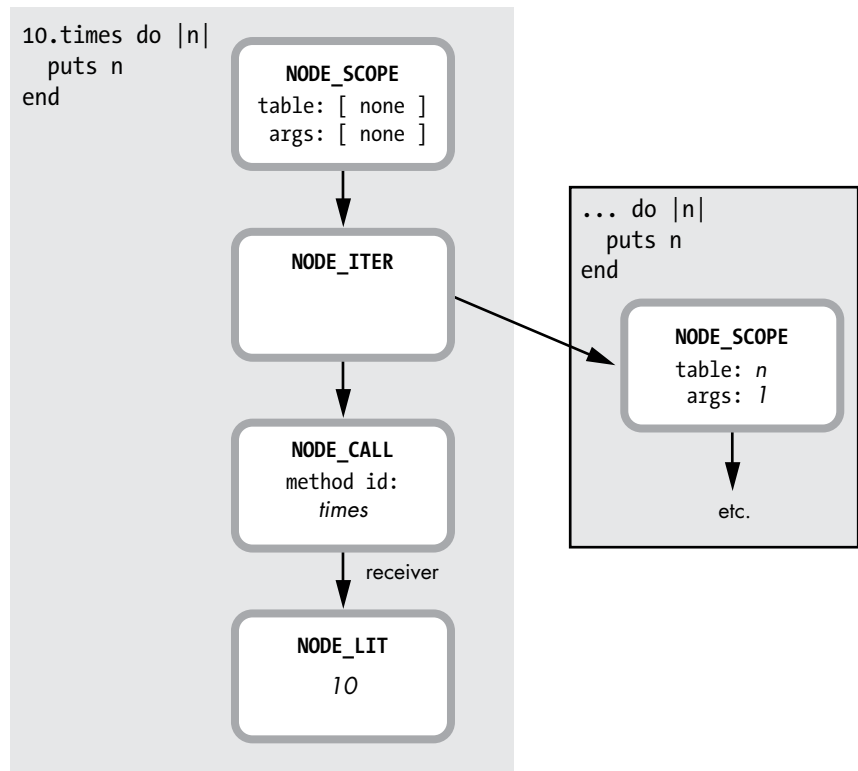 10.times do |n|
  puts n
end
NODE_SCOPE
table: [ none ]
args: [ none ]
NODE_ITER
... do |n|
  puts n
end
NODE_SCOPE
table: n
args: 1
etc.
NODE_CALL
method id:
times
receiver
NODE_LIT
10